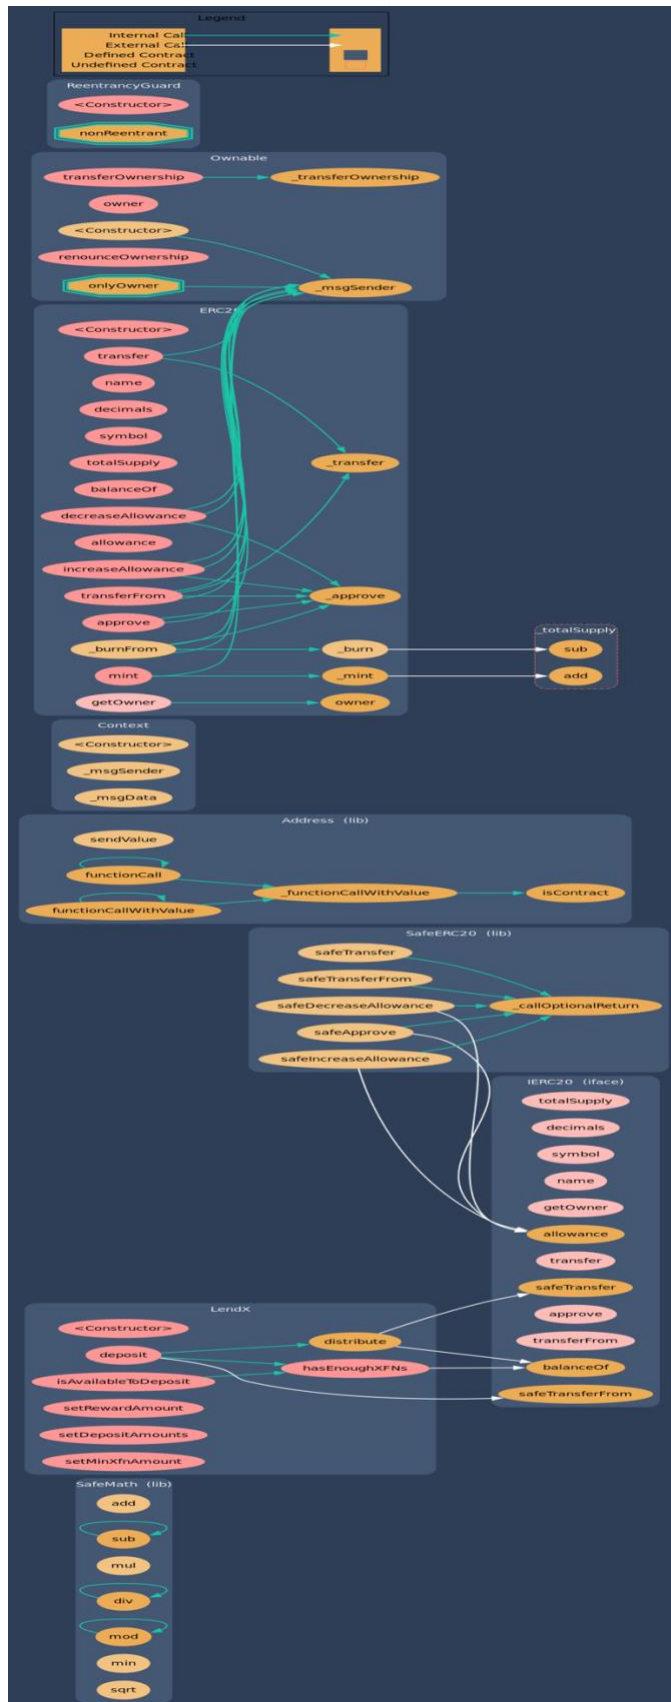 Legend
Internal Call
External Call
Defined Contract
Undefined Contract
ReentrancyGuard
<Constructor>
nonReentrant
Ownable
transferOwnership
_transferOwnership
owner
<Constructor>
renounceOwnership
onlyOwner
_msgSender
ERC20
<Constructor>
transfer
name
decimals
symbol
totalSupply
_transfer
balanceOf
decreaseAllowance
allowance
increaseAllowance
transferFrom
_approve
approve
_totalSupply
_burnFrom
_burn
sub
mint
_mint
add
getOwner
owner
Context
<Constructor>
_msgSender
_msgData
Address (lib)
sendValue
functionCall
_functionCallWithValue
isContract
functionCallWithValue
SafeERC20 (lib)
safeTransfer
safeTransferFrom
safeDecreaseAllowance
_callOptionalReturn
safeApprove
safeIncreaseAllowance
IERC20 (iface)
totalSupply
decimals
symbol
name
getOwner
allowance
transfer
safeTransfer
approve
transferFrom
balanceOf
safeTransferFrom
LendX
<Constructor>
distribute
deposit
hasEnoughXFNs
isAvailableToDeposit
setRewardAmount
setDepositAmounts
setMinXfnAmount
SafeMath (lib)
add
sub
mul
div
mod
min
sqrt